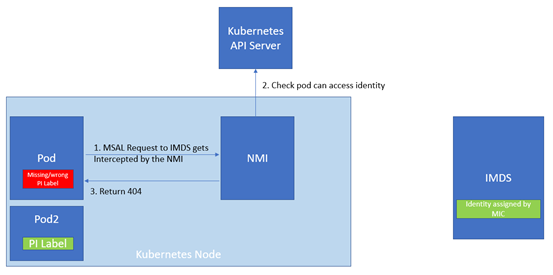 Kubernetes
API Server
2. Check pod can access identity
Pod
Missing/wrong
PI Label
1. MSAL Request to IMDS gets
Intercepted by the NMI
NMI
3. Return 404
IMDS
Identity assigned by
MIC
Pod2
PI Label
Kubernetes Node